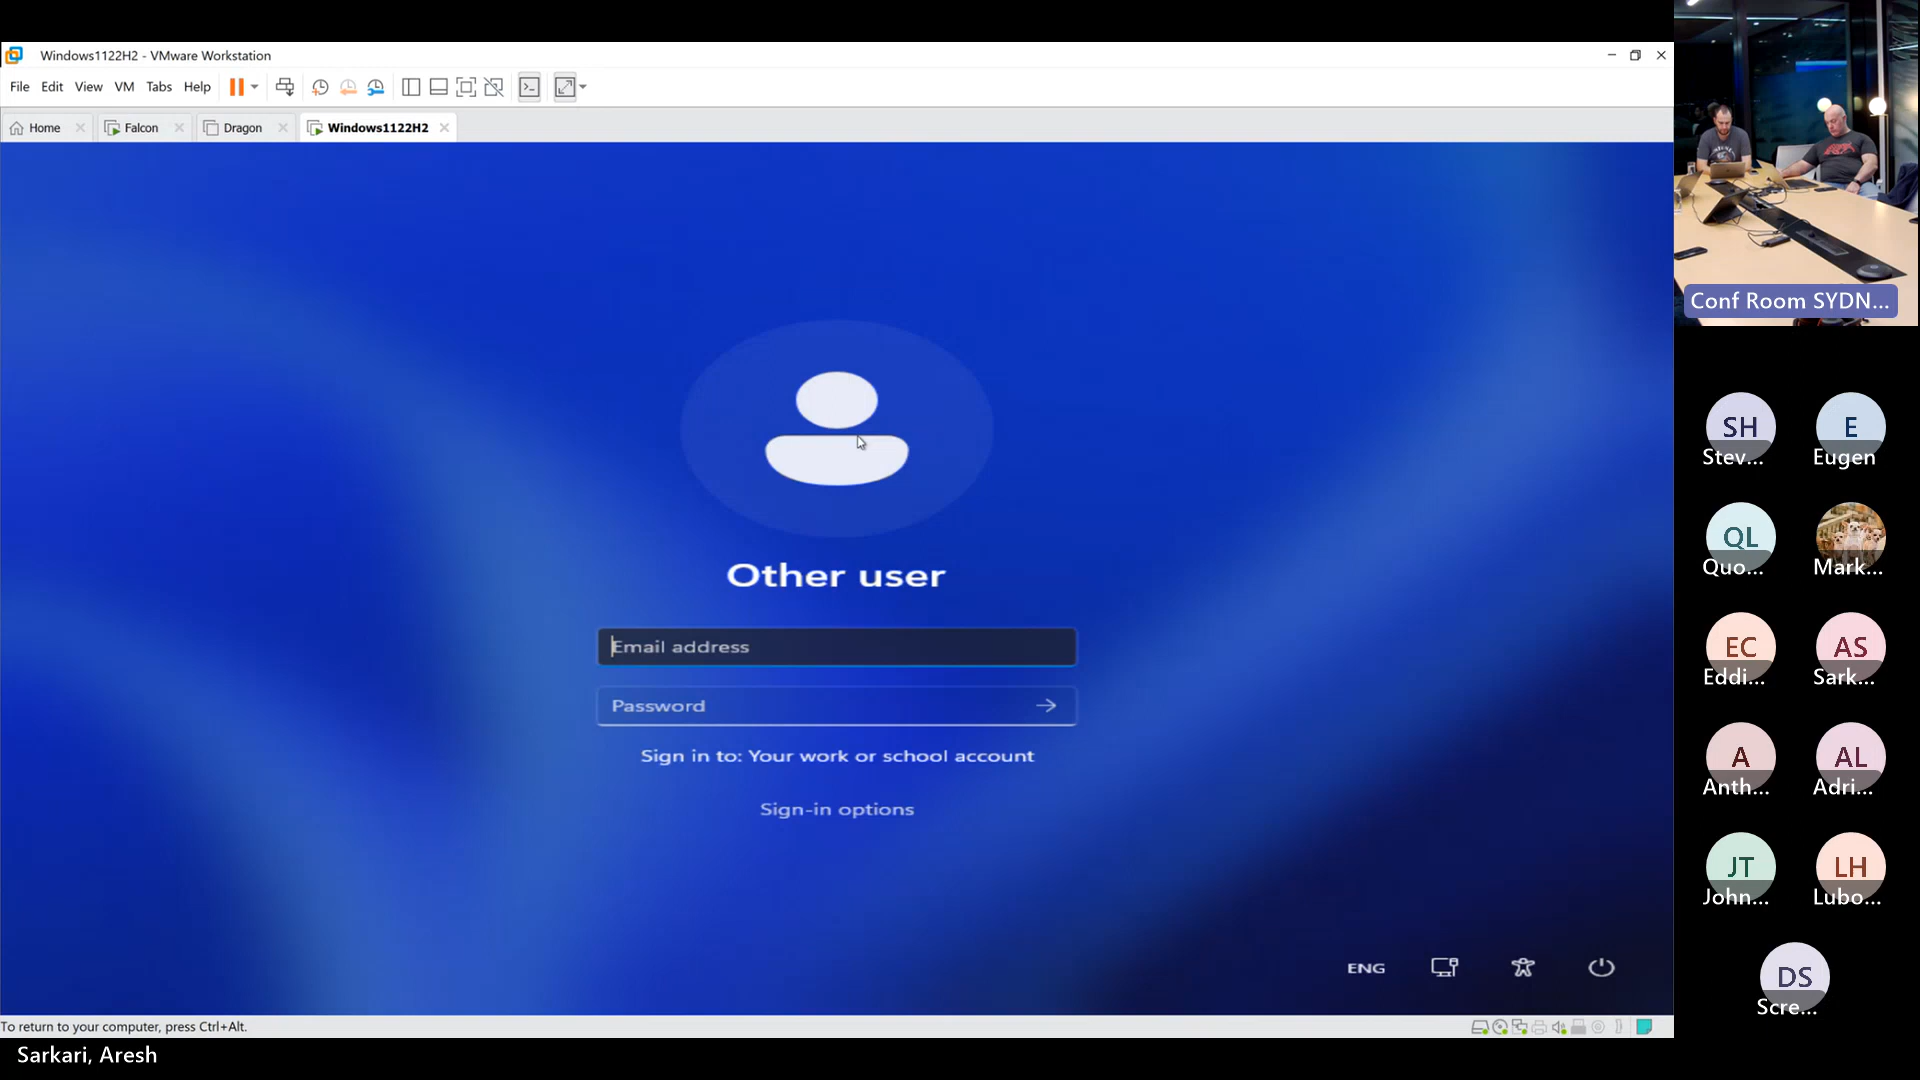 Windows1122H2 - VMware Workstation
File Edit View VM Tabs Help
Home Falcon Dragon Windows1122H2
Other user
Email address
Password
Sign in to: Your work or school account
Sign-in options
ENG
To return to your computer, press Ctrl+Alt.
Sarkari, Aresh
Conf Room SYDN...
SH E
Stev... Eugen
QL
Quo... Mark...
EC AS
Eddi... Sark...
A AL
Anth... Adri...
JT LH
John... Lubo...
DS
Scre...